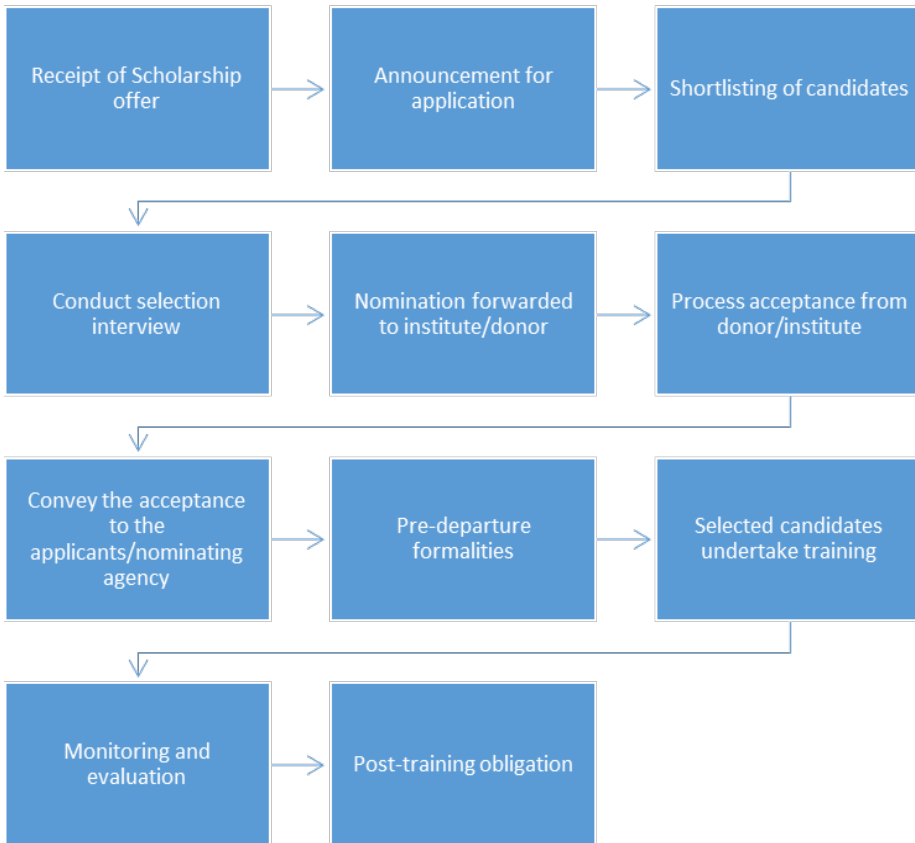 Receipt of Scholarship
offer
Announcement for
application
Shortlisting of candidates
Conduct selection
interview
Nomination forwarded
to institute/donor
Process acceptance from
donor/institute
Convey the acceptance
to the
applicants/nominating
agency
Pre-departure
formalities
Selected candidates
undertake training
Monitoring and
evaluation
Post-training obligation